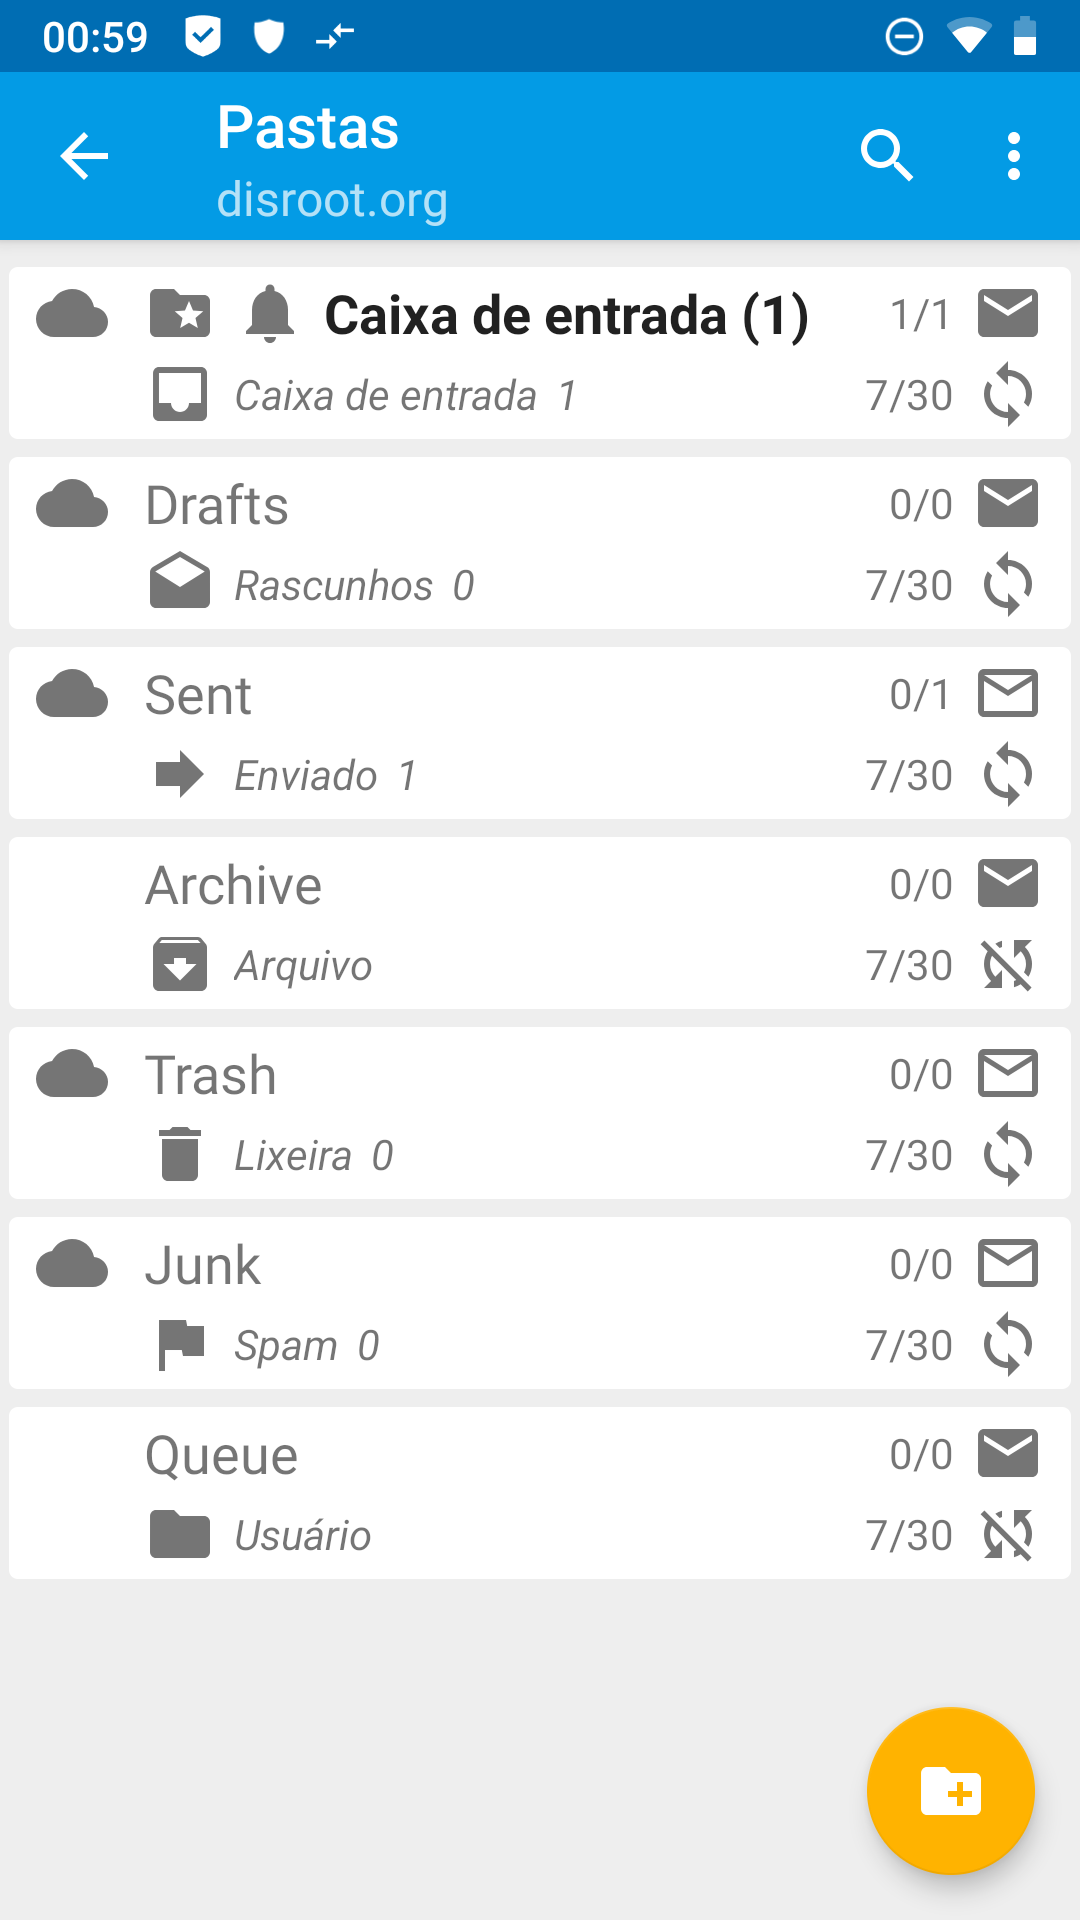 00:59
Pastas
disroot.org
Caixa de entrada (1) 1/1
Caixa de entrada 1 7/30
Drafts 0/0
Rascunhos 0 7/30
Sent 0/1
Enviado 1 7/30
Archive 0/0
Arquivo 7/30
Trash 0/0
Lixeira 0 7/30
Junk 0/0
Spam 0 7/30
Queue 0/0
Usuário 7/30